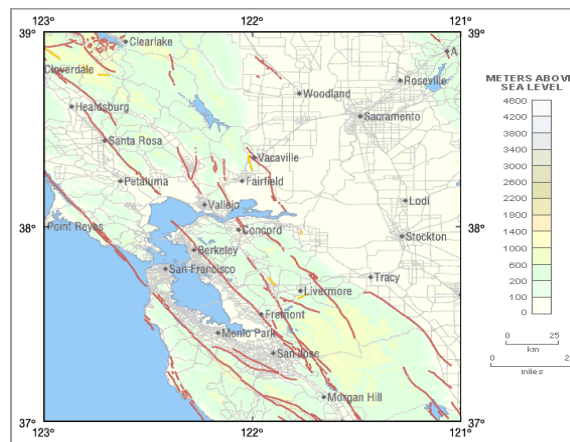 123° 122° 121°
39° 39°
Clearlake
A
Cloverdale
Roseville
Woodland
Healdsburg
Sacramento
Santa Rosa
Vacaville
Petaluma
Fairfield
Vallejo
Lodi
38° 38°
Point Reyes
Concord
Stockton
Berkeley
San Francisco
Tracy
Livermore
Fremont
Menlo Park
San Jose
Morgan Hill
37° 37°
123° 122° 121°
METERS ABOVE
SEA LEVEL
4600
4200
3800
3400
3000
2600
2200
1800
1400
1000
600
200
100
0
0 25
km
0 2
miles